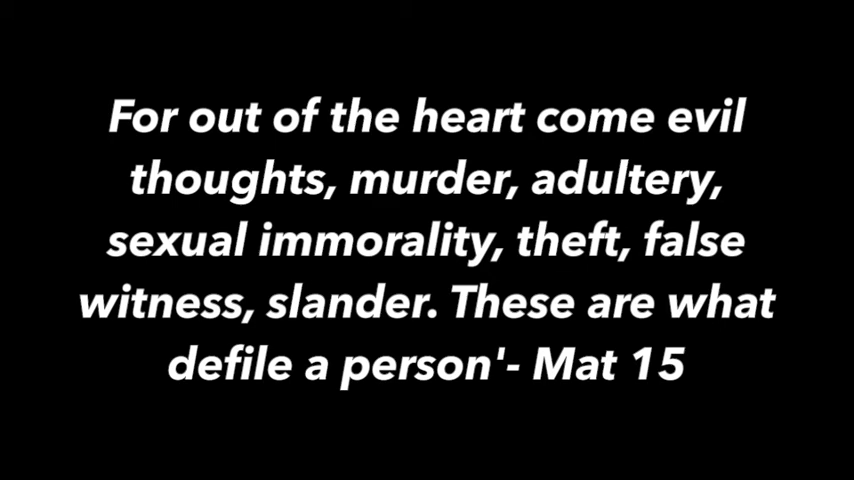 For out of the heart come evil
thoughts, murder, adultery,
sexual immorality, theft, false
witness, slander. These are what
defile a person'- Mat 15